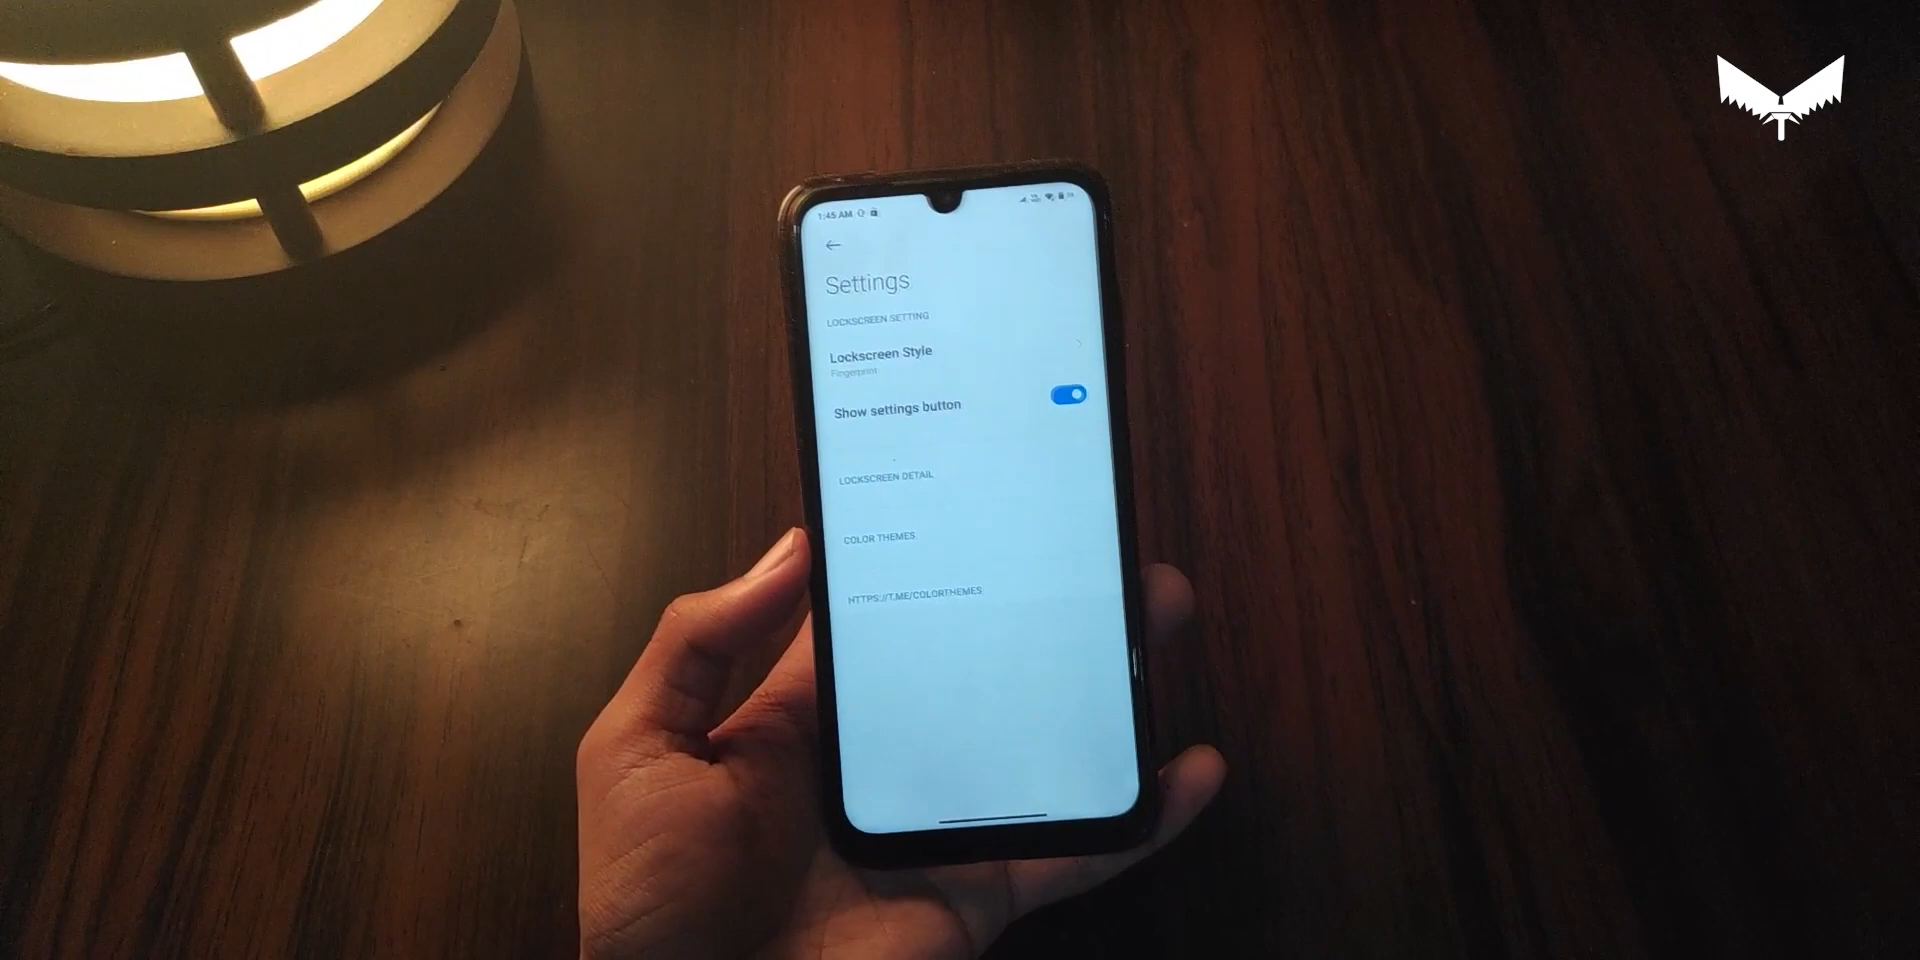 1:45 AM
Settings
LOCKSCREEN SETTING
Lockscreen Style
Fingerprint
Show settings button
LOCKSCREEN DETAIL
COLOR THEMES
HTTPS://T.ME/COLORTHEMES